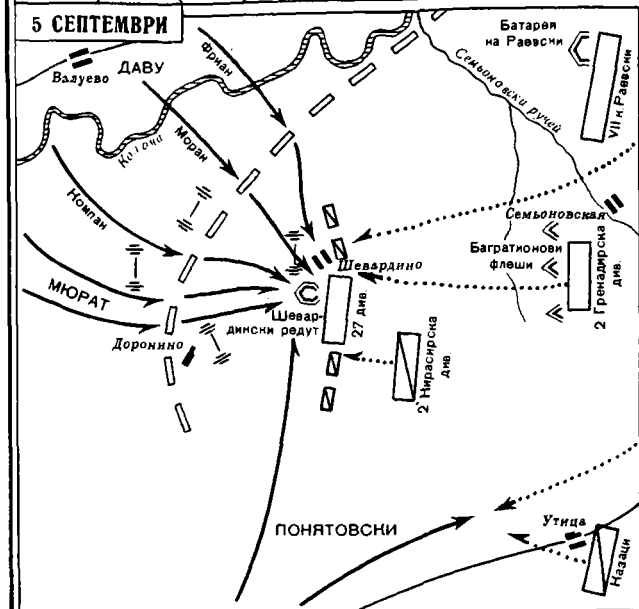 5 СЕПТЕМВРИ
Валуево
ДАВУ
Фриан
Батарея
на Раевски
Семьоновски ручей
VII к. Раевски
Колоча
Моран
Компан
Семьоновская
Шевардино
Багратионови
флеши
2 Гренадирска
див.
МЮРАТ
Шевар-
дински редут
27 див.
Доронино
2 Кирасирска
див.
ПОНЯТОВСКИ
Утица
Казаци